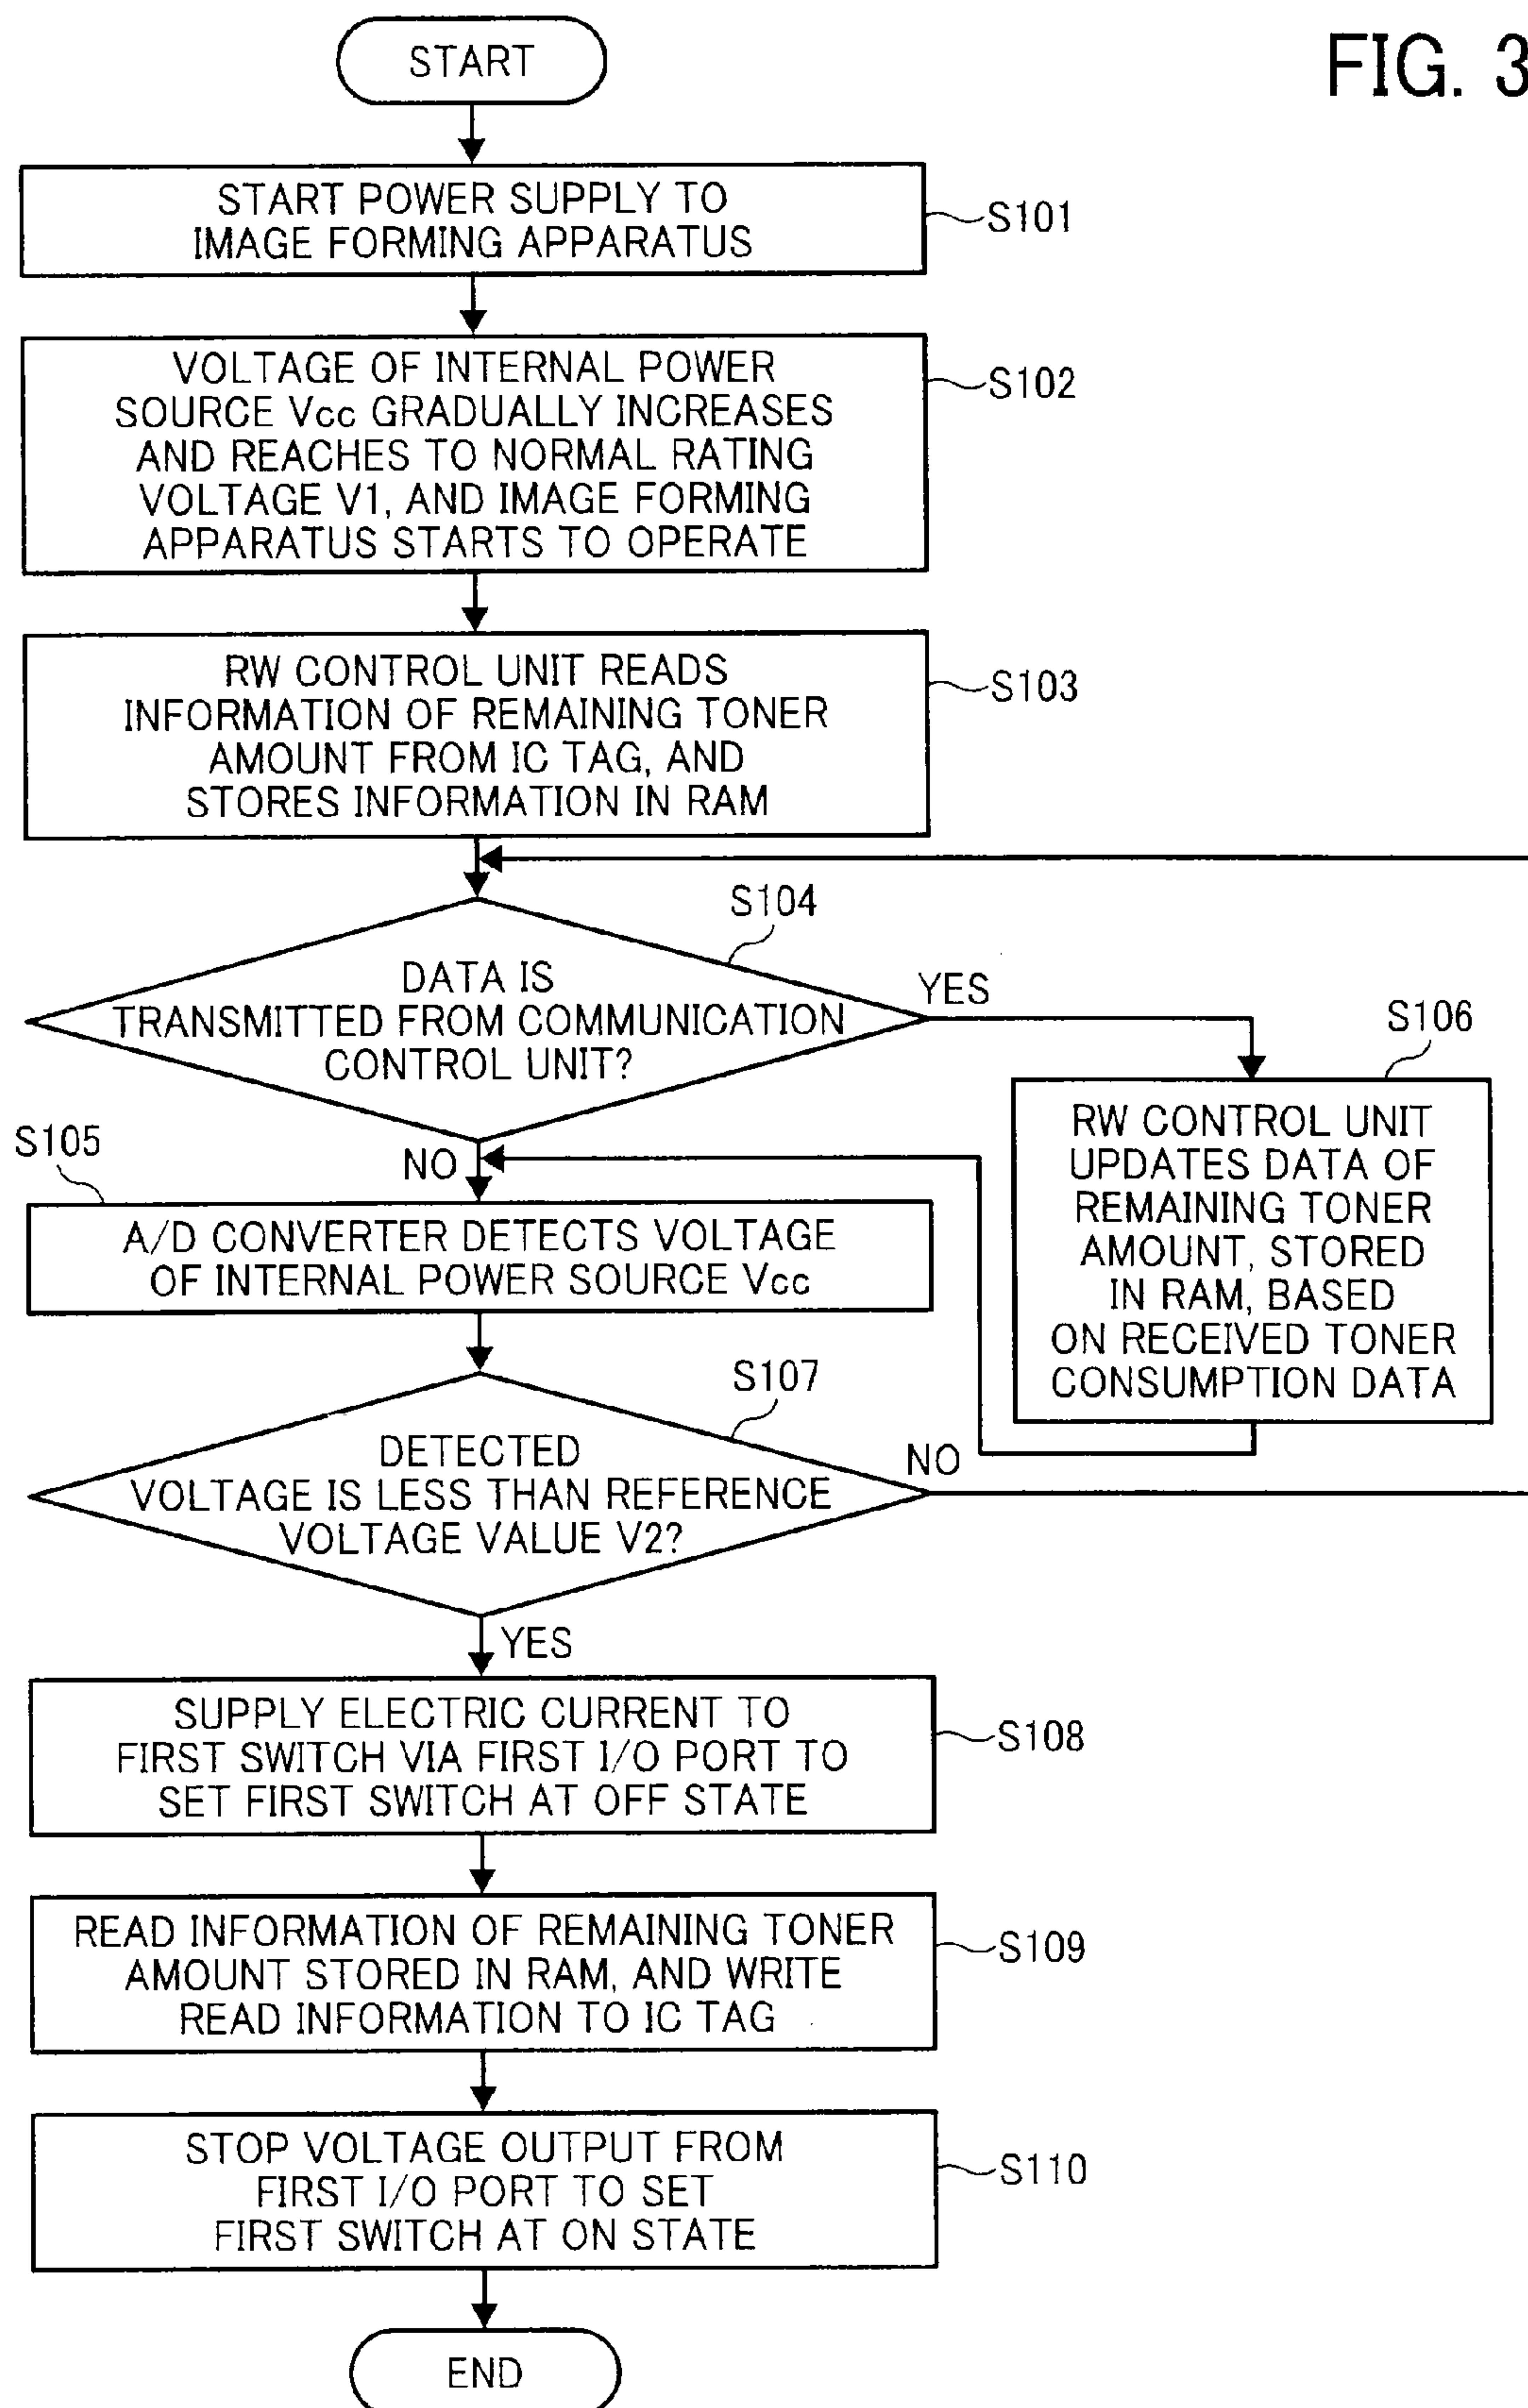 FIG. 3
START
START POWER SUPPLY TO
IMAGE FORMING APPARATUS
S101
VOLTAGE OF INTERNAL POWER
SOURCE Vcc GRADUALLY INCREASES
AND REACHES TO NORMAL RATING
VOLTAGE V1, AND IMAGE FORMING
APPARATUS STARTS TO OPERATE
S102
RW CONTROL UNIT READS
INFORMATION OF REMAINING TONER
AMOUNT FROM IC TAG, AND
STORES INFORMATION IN RAM
S103
S104
DATA IS
TRANSMITTED FROM COMMUNICATION
CONTROL UNIT?
YES
S106
RW CONTROL UNIT
UPDATES DATA OF
REMAINING TONER
AMOUNT, STORED
IN RAM, BASED
ON RECEIVED TONER
CONSUMPTION DATA
NO
S105
A/D CONVERTER DETECTS VOLTAGE
OF INTERNAL POWER SOURCE Vcc
S107
DETECTED
VOLTAGE IS LESS THAN REFERENCE
VOLTAGE VALUE V2?
NO
YES
SUPPLY ELECTRIC CURRENT TO
FIRST SWITCH VIA FIRST I/O PORT TO
SET FIRST SWITCH AT OFF STATE
S108
READ INFORMATION OF REMAINING TONER
AMOUNT STORED IN RAM, AND WRITE
READ INFORMATION TO IC TAG
S109
STOP VOLTAGE OUTPUT FROM
FIRST I/O PORT TO SET
FIRST SWITCH AT ON STATE
S110
END